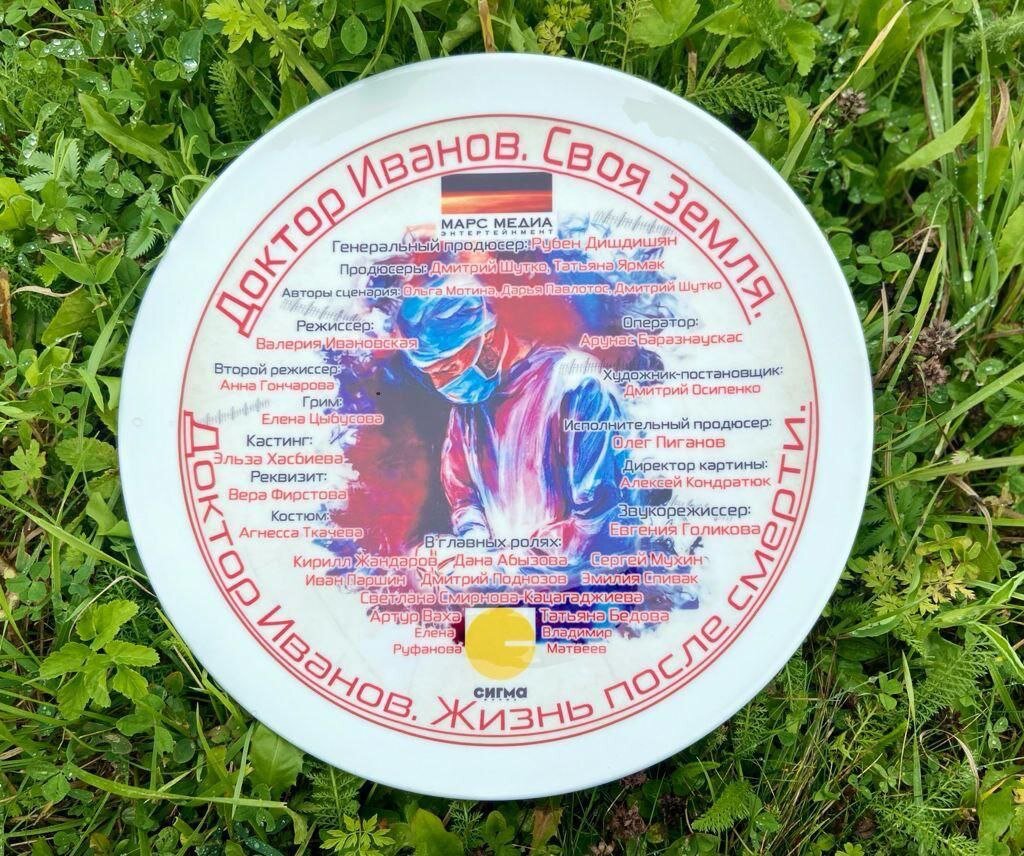 Доктор Иванов. Своя Земля.
МАРС МЕДИА
ЭНТЕРТЕЙНМЕНТ
Генеральный продюсер: Рубен Дишдишян
Продюсеры: Дмитрий Шутко, Татьяна Ярмак
Авторы сценария: Ольга Мотина, Дарья Павлотос, Дмитрий Шутко
Режиссер:
Валерия Ивановская
Оператор:
Арунас Баразнаускас
Второй режиссер:
Анна Гончарова
Художник-постановщик:
Дмитрий Осипенко
Грим:
Елена Цыбусова
Исполнительный продюсер:
Олег Пиганов
Кастинг:
Эльза Хасбиева
Директор картины:
Алексей Кондратюк
Реквизит:
Вера Фирстова
Костюм:
Агнесса Ткачева
Звукорежиссер:
Евгения Голикова
В главных ролях:
Кирилл Жандаров Дана Абызова Сергей Мухин
Иван Паршин Дмитрий Поднозов Эмилия Спивак
Светлана Смирнова-Кацагаджиева
Артур Ваха Татьяна Бедова
Елена Владимир
Руфанова Матвеев
СИГМА
Доктор Иванов. Жизнь после смерти.